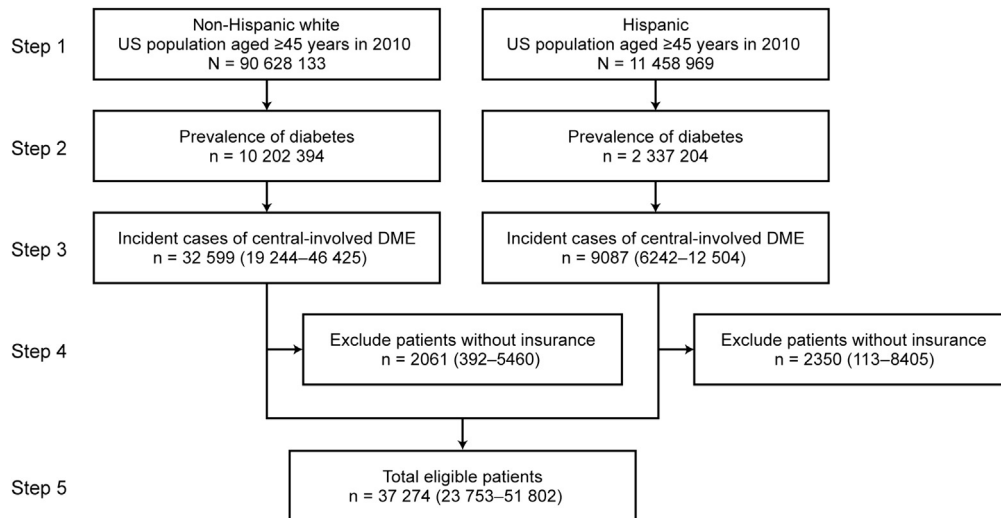 Step 1
Non-Hispanic white
US population aged ≥45 years in 2010
N = 90 628 133
Hispanic
US population aged ≥45 years in 2010
N = 11 458 969
Step 2
Prevalence of diabetes
n = 10 202 394
Prevalence of diabetes
n = 2 337 204
Step 3
Incident cases of central-involved DME
n = 32 599 (19 244–46 425)
Incident cases of central-involved DME
n = 9087 (6242–12 504)
Step 4
Exclude patients without insurance
n = 2061 (392–5460)
Exclude patients without insurance
n = 2350 (113–8405)
Step 5
Total eligible patients
n = 37 274 (23 753–51 802)